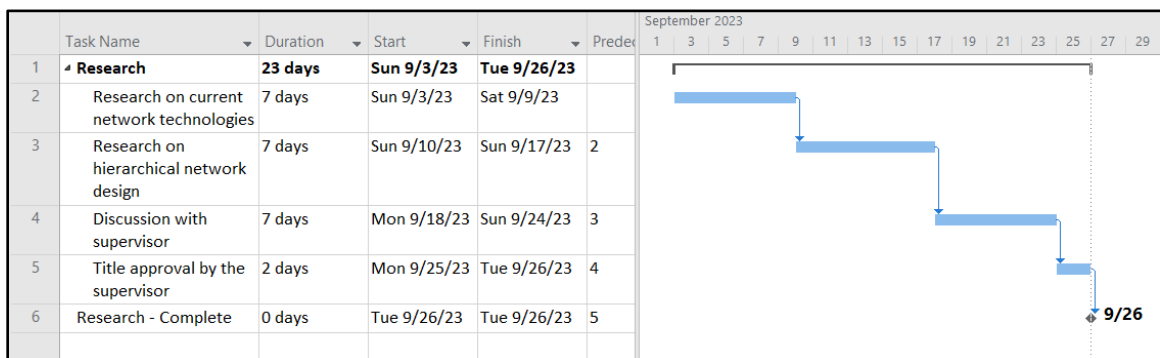 September 2023
Task Name Duration Start Finish Predec 1 3 5 7 9 11 13 15 17 19 21 23 25 27 29
1 Research 23 days Sun 9/3/23 Tue 9/26/23
2 Research on current 7 days Sun 9/3/23 Sat 9/9/23
network technologies
3 Research on 7 days Sun 9/10/23 Sun 9/17/23 2
hierarchical network
design
4 Discussion with 7 days Mon 9/18/23 Sun 9/24/23 3
supervisor
5 Title approval by the 2 days Mon 9/25/23 Tue 9/26/23 4
supervisor
6 Research - Complete 0 days Tue 9/26/23 Tue 9/26/23 5 9/26